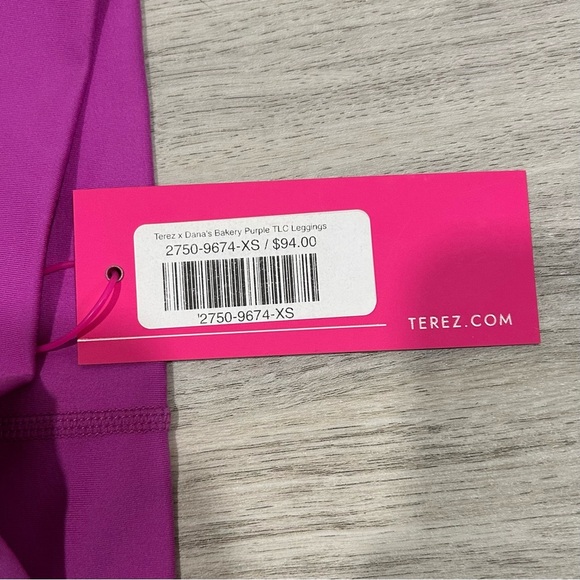 Terez x Dana's Bakery Purple TLC Leggings
2750-9674-XS / $94.00
'2750-9674-XS
TEREZ.COM